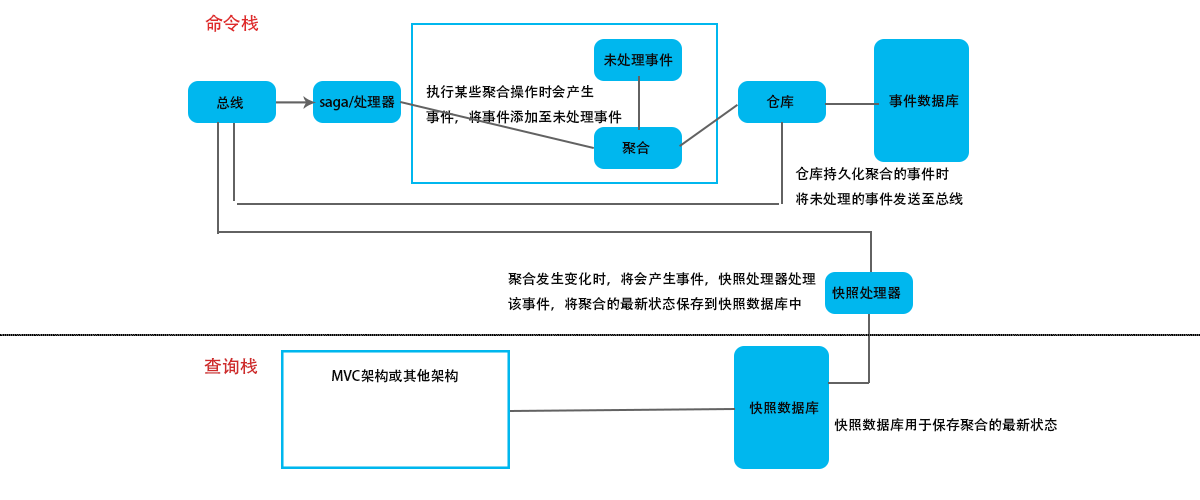 命令栈
总线
saga/处理器
执行某些聚合操作时会产生
事件，将事件添加至未处理事件
未处理事件
聚合
仓库
事件数据库
仓库持久化聚合的事件时
将未处理的事件发送至总线
聚合发生变化时，将会产生事件，快照处理器处理
该事件，将聚合的最新状态保存到快照数据库中
快照处理器
查询栈
MVC架构或其他架构
快照数据库
快照数据库用于保存聚合的最新状态